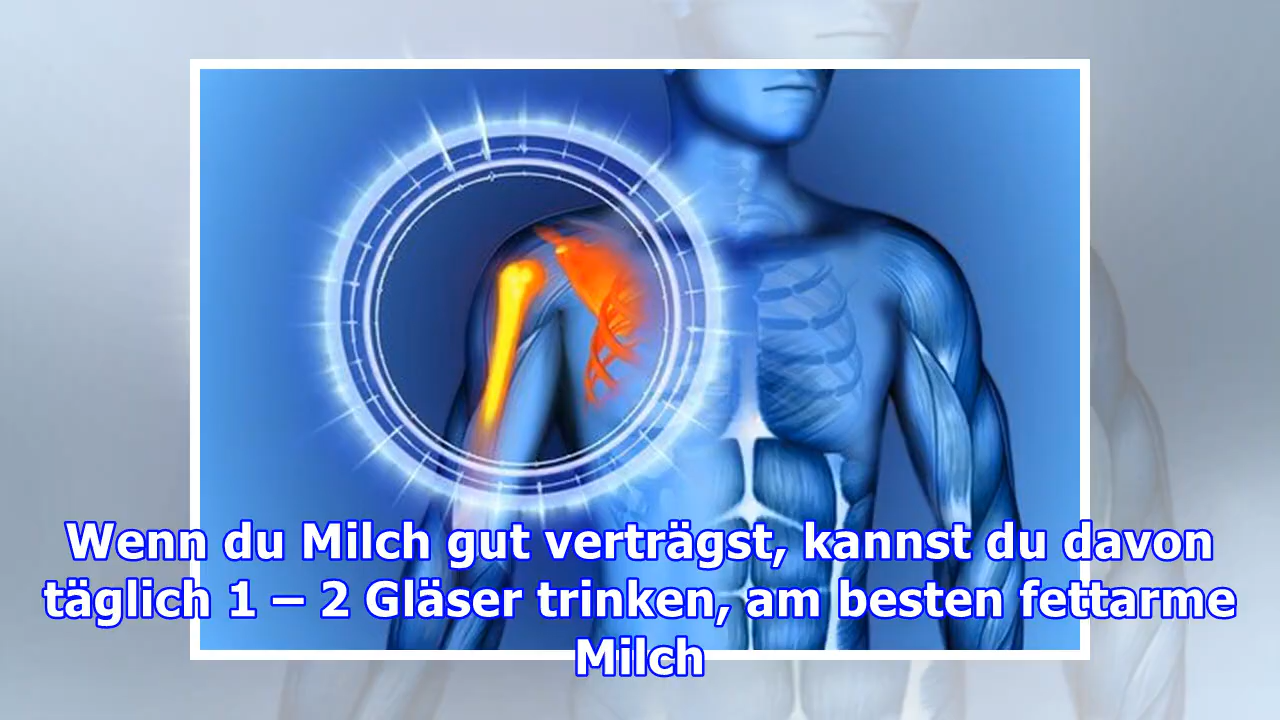 Wenn du Milch gut verträgst, kannst du davon
täglich 1 – 2 Gläser trinken, am besten fettarme
Milch